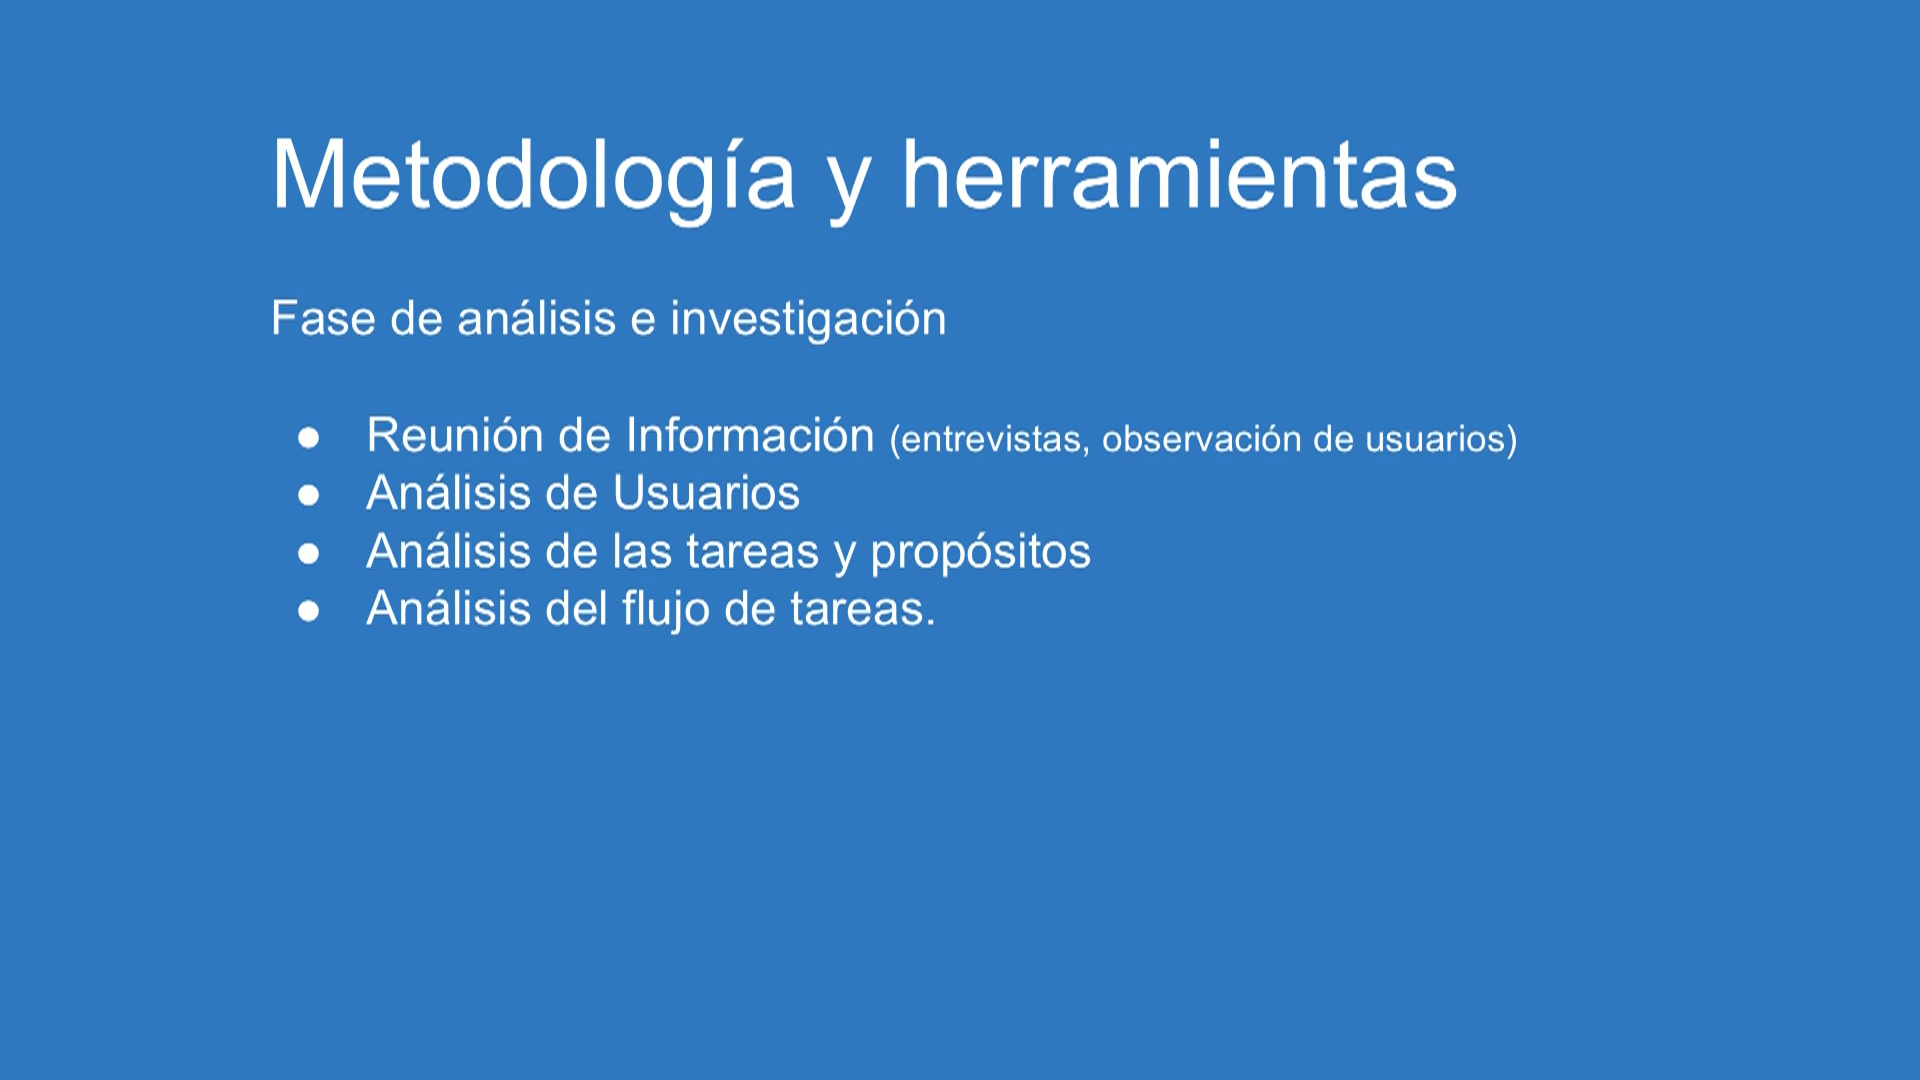 Metodología y herramientas
Fase de análisis e investigación
● Reunión de Información (entrevistas, observación de usuarios)
● Análisis de Usuarios
● Análisis de las tareas y propósitos
● Análisis del flujo de tareas.